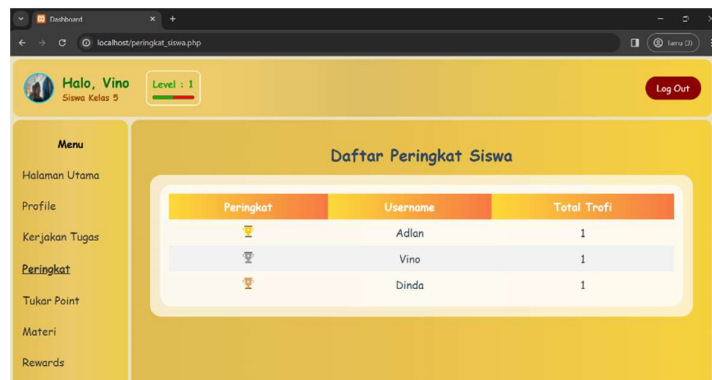 Dashboard
localhost/peringkat_siswa.php
Tamu (3)
Halo, Vino
Siswa Kelas 5
Level : 1
Log Out
Menu
Halaman Utama
Profile
Kerjakan Tugas
Peringkat
Tukar Point
Materi
Rewards
Daftar Peringkat Siswa
Peringkat Username Total Trofi
Adlan 1
Vino 1
Dinda 1